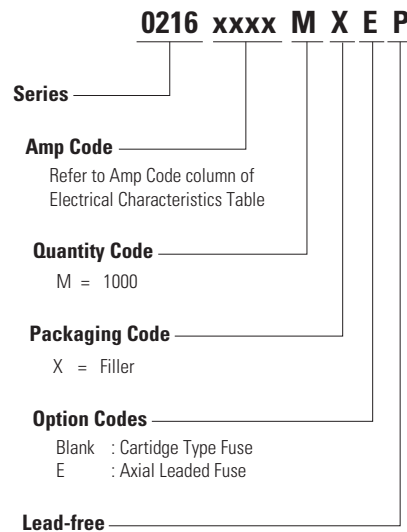 0216 xxxx M X E P
Series
Amp Code
Refer to Amp Code column of
Electrical Characteristics Table
Quantity Code
M = 1000
Packaging Code
X = Filler
Option Codes
Blank : Cartidge Type Fuse
E : Axial Leaded Fuse
Lead-free